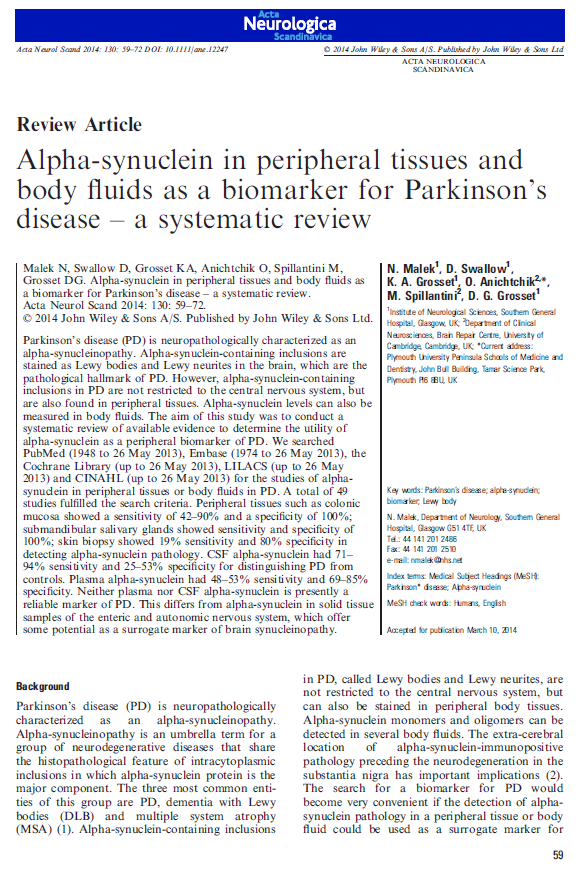 Acta
Neurologica
Scandinavica
Acta Neurol Scand 2014: 130: 59–72 DOI: 10.1111/ane.12247
© 2014 John Wiley & Sons A/S. Published by John Wiley & Sons Ltd
ACTA NEUROLOGICA
SCANDINAVICA
Review Article
Alpha-synuclein in peripheral tissues and
body fluids as a biomarker for Parkinson's
disease – a systematic review
Malek N, Swallow D, Grosset KA, Anichtchik O, Spillantini M,
Grosset DG. Alpha-synuclein in peripheral tissues and body fluids as
a biomarker for Parkinson's disease – a systematic review.
Acta Neurol Scand 2014: 130: 59–72.
© 2014 John Wiley & Sons A/S. Published by John Wiley & Sons Ltd.
Parkinson's disease (PD) is neuropathologically characterized as an
alpha-synucleinopathy. Alpha-synuclein-containing inclusions are
stained as Lewy bodies and Lewy neurites in the brain, which are the
pathological hallmark of PD. However, alpha-synuclein-containing
inclusions in PD are not restricted to the central nervous system, but
are also found in peripheral tissues. Alpha-synuclein levels can also be
measured in body fluids. The aim of this study was to conduct a
systematic review of available evidence to determine the utility of
alpha-synuclein as a peripheral biomarker of PD. We searched
PubMed (1948 to 26 May 2013), Embase (1974 to 26 May 2013), the
Cochrane Library (up to 26 May 2013), LILACS (up to 26 May
2013) and CINAHL (up to 26 May 2013) for the studies of alpha-
synuclein in peripheral tissues or body fluids in PD. A total of 49
studies fulfilled the search criteria. Peripheral tissues such as colonic
mucosa showed a sensitivity of 42–90% and a specificity of 100%;
submandibular salivary glands showed sensitivity and specificity of
100%; skin biopsy showed 19% sensitivity and 80% specificity in
detecting alpha-synuclein pathology. CSF alpha-synuclein had 71–
94% sensitivity and 25–53% specificity for distinguishing PD from
controls. Plasma alpha-synuclein had 48–53% sensitivity and 69–85%
specificity. Neither plasma nor CSF alpha-synuclein is presently a
reliable marker of PD. This differs from alpha-synuclein in solid tissue
samples of the enteric and autonomic nervous system, which offer
some potential as a surrogate marker of brain synucleinopathy.
N. Malek1, D. Swallow1,
K. A. Grosset1, O. Anichtchik2,*,
M. Spillantini2, D. G. Grosset1
1Institute of Neurological Sciences, Southern General
Hospital, Glasgow, UK; 2Department of Clinical
Neurosciences, Brain Repair Centre, University of
Cambridge, Cambridge, UK; *Current address:
Plymouth University Peninsula Schools of Medicine and
Dentistry, John Bull Building, Tamar Science Park,
Plymouth Pl6 8BU, UK
Key words: Parkinson's disease; alpha-synuclein;
biomarker; Lewy body
N. Malek, Department of Neurology, Southern General
Hospital, Glasgow G51 4TF, UK
Tel.: 44 141 201 2486
Fax: 44 141 201 2510
e-mail: nmalek@nhs.net
Index terms: Medical Subject Headings (MeSH):
Parkinson* disease; Alpha-synuclein
MeSH check words: Humans, English
Accepted for publication March 10, 2014
Background
Parkinson's disease (PD) is neuropathologically
characterized as an alpha-synucleinopathy.
Alpha-synucleinopathy is an umbrella term for a
group of neurodegenerative diseases that share
the histopathological feature of intracytoplasmic
inclusions in which alpha-synuclein protein is the
major component. The three most common enti-
ties of this group are PD, dementia with Lewy
bodies (DLB) and multiple system atrophy
(MSA) (1). Alpha-synuclein-containing inclusions
in PD, called Lewy bodies and Lewy neurites, are
not restricted to the central nervous system, but
can also be stained in peripheral body tissues.
Alpha-synuclein monomers and oligomers can be
detected in several body fluids. The extra-cerebral
location of alpha-synuclein-immunopositive
pathology preceding the neurodegeneration in the
substantia nigra has important implications (2).
The search for a biomarker for PD would
become very convenient if the detection of alpha-
synuclein pathology in a peripheral tissue or body
fluid could be used as a surrogate marker for
59